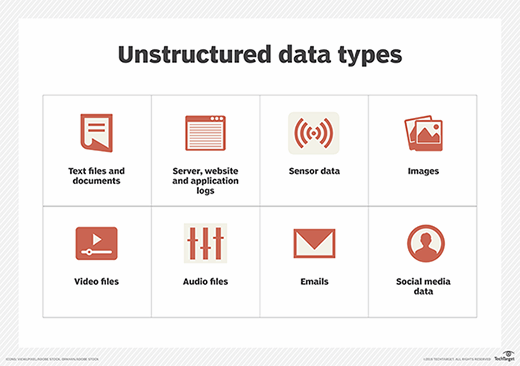 Unstructured data types
Text files and
documents
Server, website
and application
logs
Sensor data
Images
Video files
Audio files
Emails
Social media
data
TechTarget